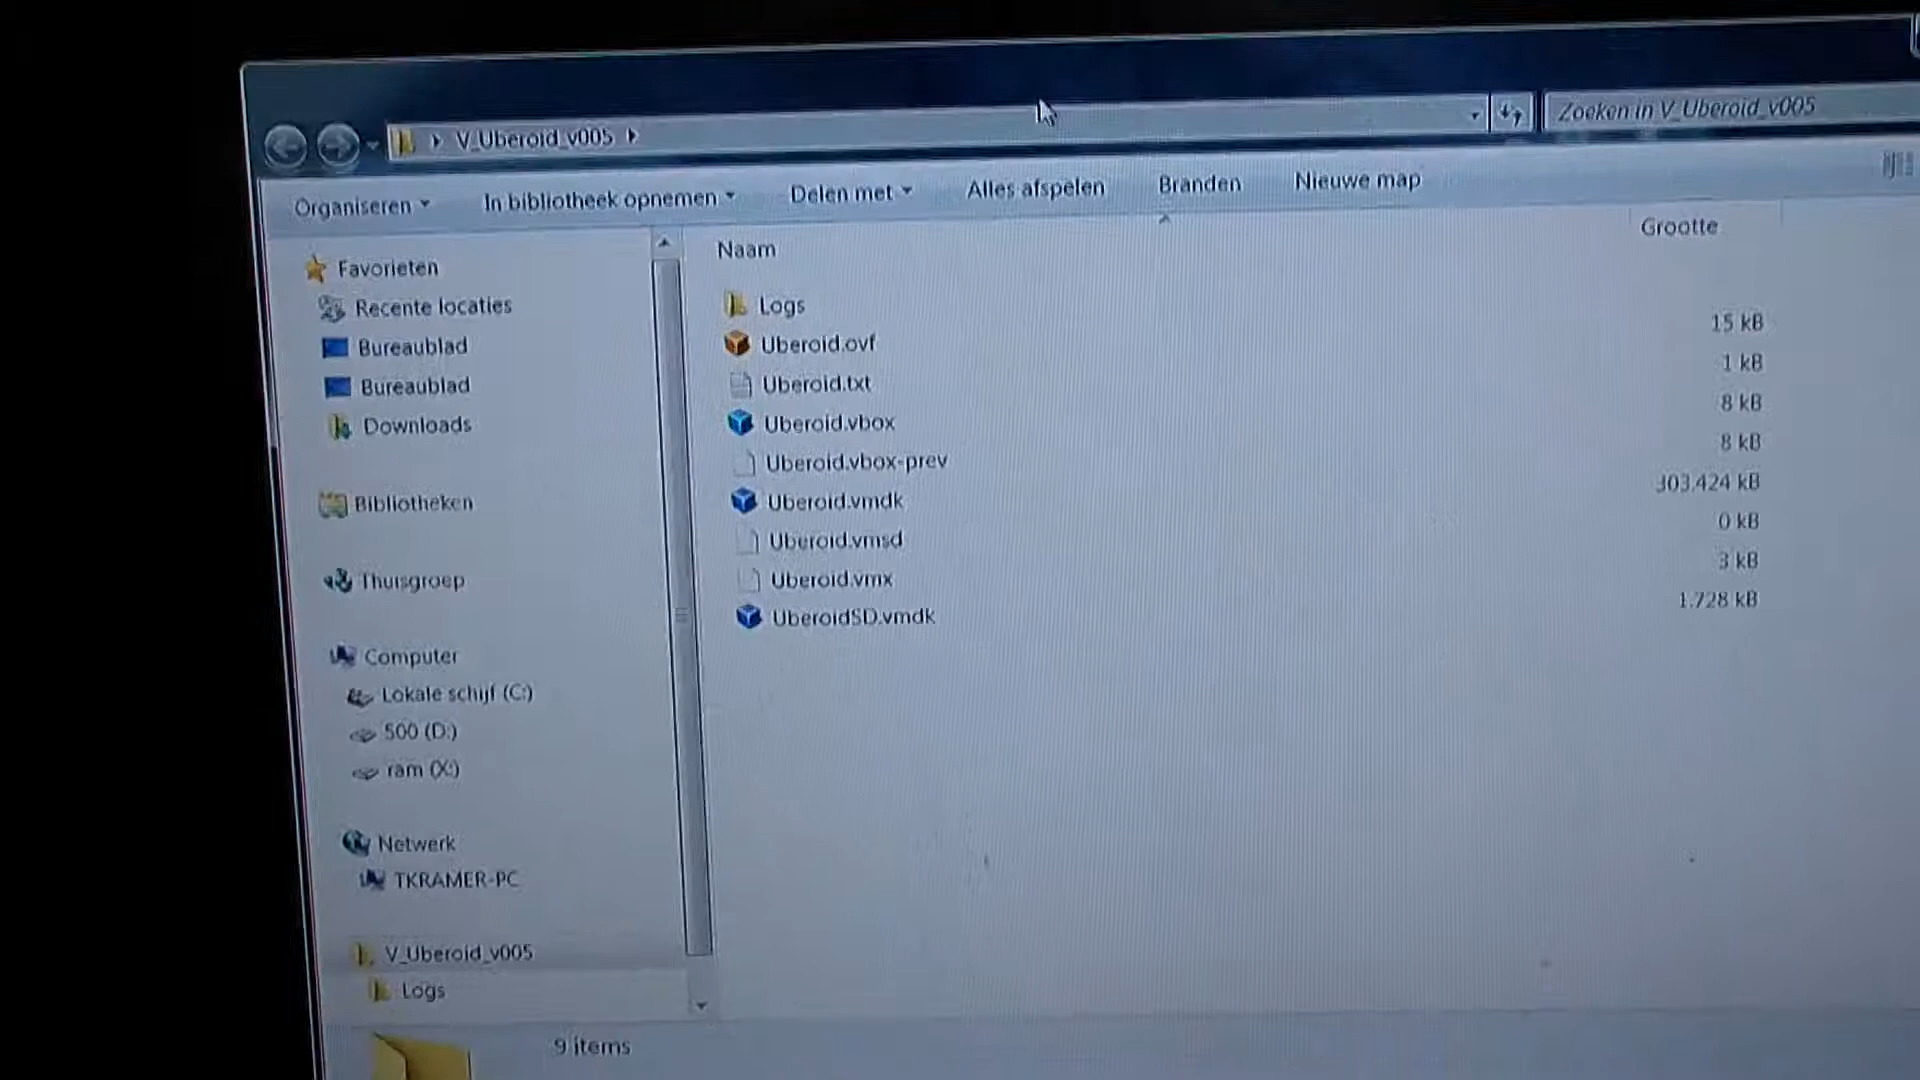 V_Uberoid_v005
Zoeken in V_Uberoid_v005
Organiseren
In bibliotheek opnemen
Delen met
Alles afspelen
Branden
Nieuwe map
Favorieten
Recente locaties
Bureaublad
Bureaublad
Downloads
Bibliotheken
Thuisgroep
Computer
Lokale schijf (C:)
500 (D:)
ram (X:)
Netwerk
TKRAMER-PC
V_Uberoid_v005
Logs
Naam
Grootte
Logs
Uberoid.ovf
15 kB
Uberoid.txt
1 kB
Uberoid.vbox
8 kB
Uberoid.vbox-prev
8 kB
Uberoid.vmdk
303.424 kB
Uberoid.vmsd
0 kB
Uberoid.vmx
3 kB
UberoidSD.vmdk
1.728 kB
9 items